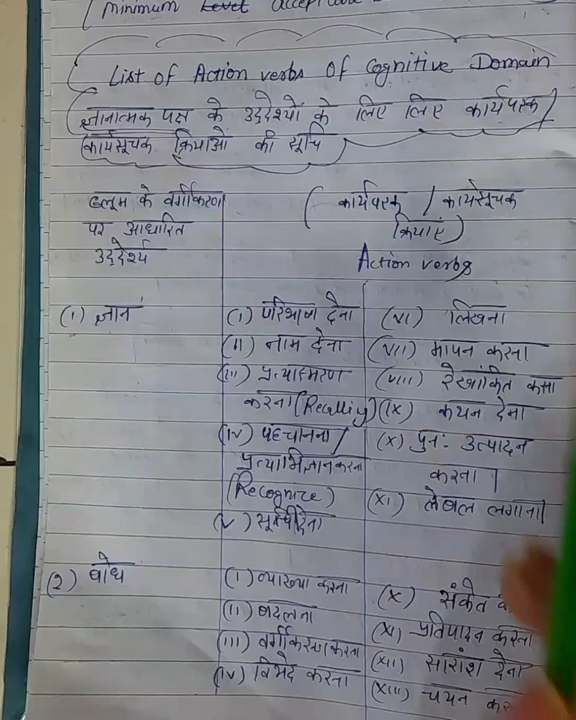 Minimum Level
List of Action verbs of Cognitive Domain
ज्ञानात्मक पक्ष के उद्देश्यों के लिए लिए कार्यपरक/
कार्यसूचक क्रियाओं की सूचि
ब्लूम के वर्गीकरण
पर आधारित
उद्देश्य
(कार्यपरक / कार्यसूचक
क्रियाएं)
Action verbs
(1) ज्ञान
(i) परिभाषा देना
(ii) नाम देना
(iii) प्रत्यास्मरण
करना (Recalliy)
(iv) पहचानना/
प्रत्याभिज्ञान करना
(Recognize)
(v) सूची देना
(vi) लिखना
(vii) मापन करना
(viii) रेखांकित करना
(ix) कथन देना
(x) पुनः उत्पादन
करना |
(xi) लेबल लगाना|
(2) बोध
(i) व्याख्या करना
(ii) बदलना
(iii) वर्गीकरण करना
(iv) विभेद करना
(x) संकेत
(xi) प्रतिपादन करना
(xii) सारांश देना
(xiii) चयन